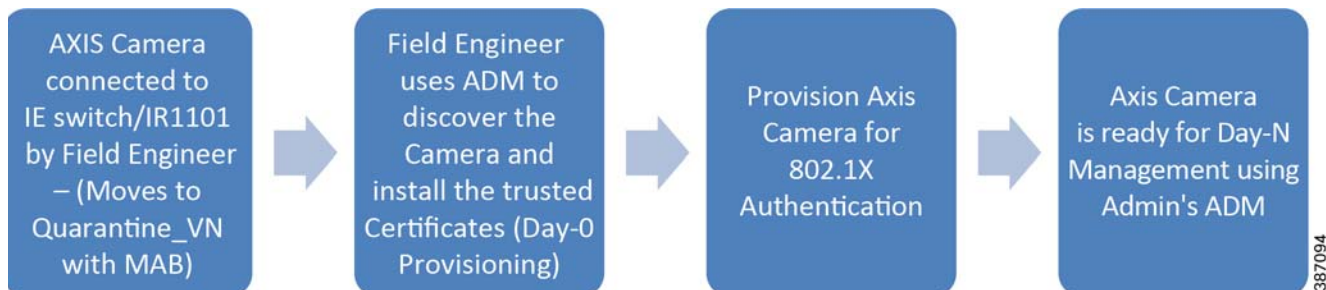 AXIS Camera
connected to
IE switch/IR1101
by Field Engineer
– (Moves to
Quarantine_VN
with MAB)
Field Engineer
uses ADM to
discover the
Camera and
install the trusted
Certificates (Day-0
Provisioning)
Provision Axis
Camera for
802.1X
Authentication
Axis Camera
is ready for Day-N
Management using
Admin's ADM
387094